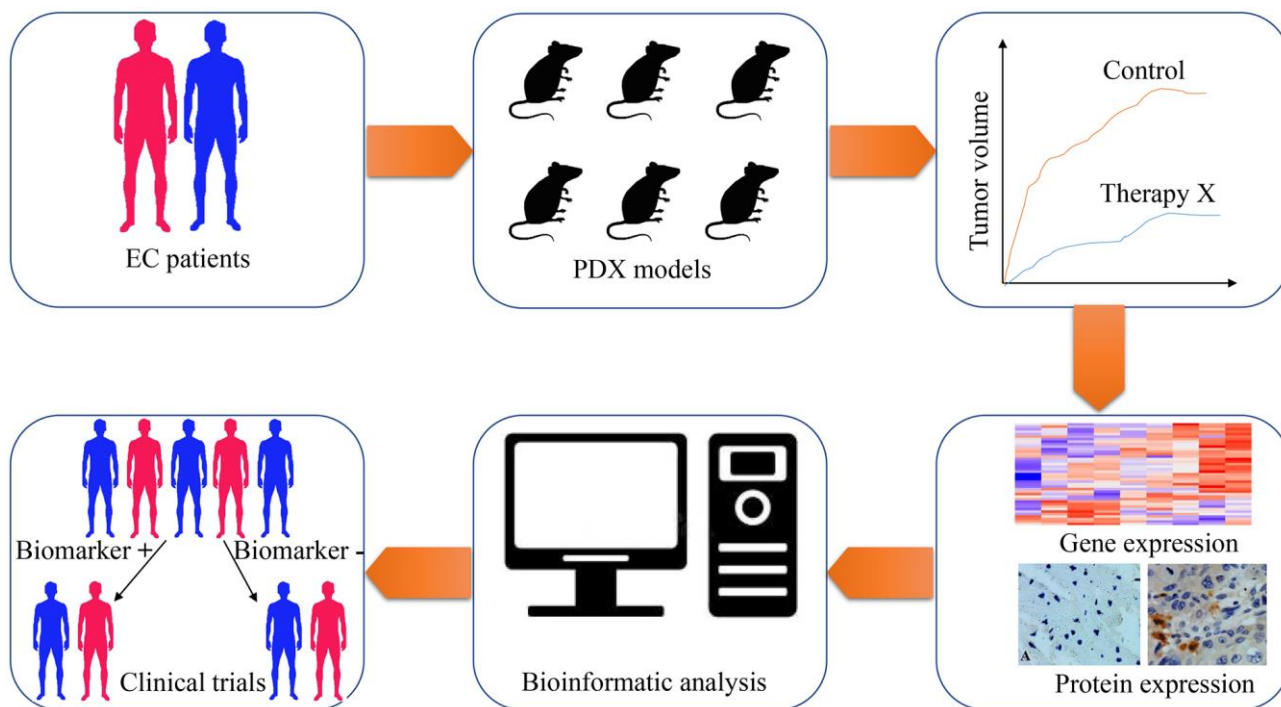 EC patients
PDX models
Tumor volume
Control
Therapy X
Gene expression
A
Protein expression
Bioinformatic analysis
Biomarker +
Biomarker -
Clinical trials